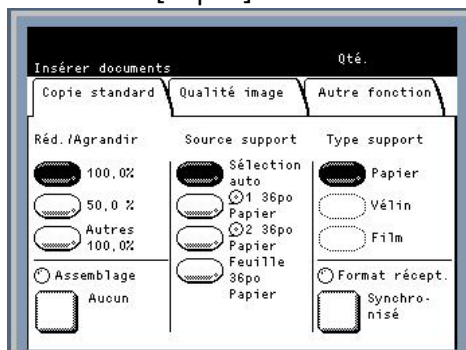 Insérer documents
Qté.
Copie standard
Qualité image
Autre fonction
Réd./Agrandir
100,0%
50,0 %
Autres
100,0%
Assemblage
Aucun
Source support
Sélection
auto
1 36po
Papier
2 36po
Papier
Feuille
36po
Papier
Type support
Papier
Vélin
Film
Format récept.
Synchro-
nisé